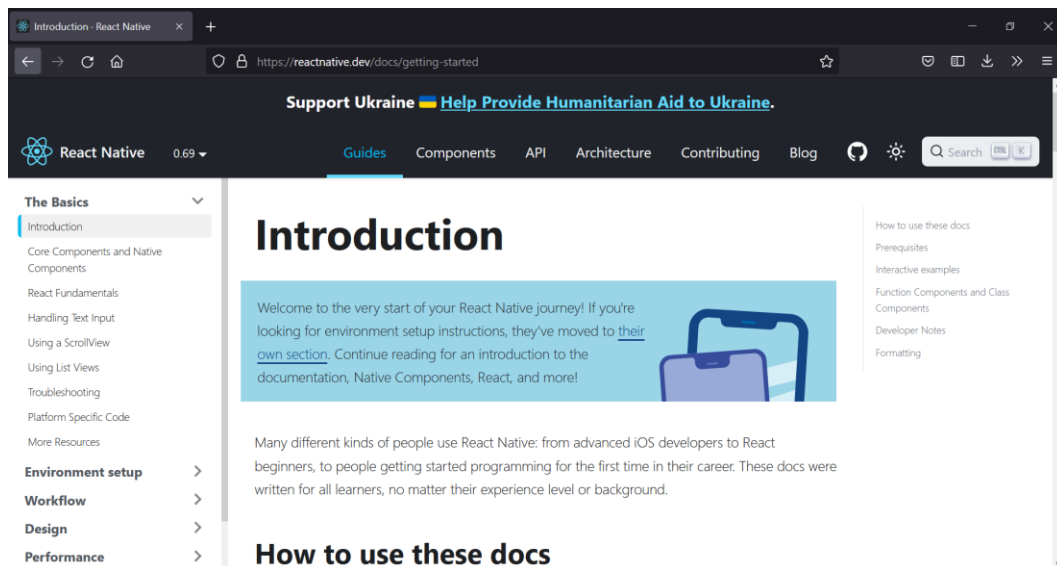 Introduction · React Native
https://reactnative.dev/docs/getting-started
Support Ukraine 🇺🇦 Help Provide Humanitarian Aid to Ukraine.
React Native 0.69 Guides Components API Architecture Contributing Blog Search CTRL K
The Basics
Introduction
Core Components and Native
Components
React Fundamentals
Handling Text Input
Using a ScrollView
Using List Views
Troubleshooting
Platform Specific Code
More Resources
Environment setup
Workflow
Design
Performance
Introduction
Welcome to the very start of your React Native journey! If you're
looking for environment setup instructions, they've moved to their
own section. Continue reading for an introduction to the
documentation, Native Components, React, and more!
Many different kinds of people use React Native: from advanced iOS developers to React
beginners, to people getting started programming for the first time in their career. These docs were
written for all learners, no matter their experience level or background.
How to use these docs
How to use these docs
Prerequisites
Interactive examples
Function Components and Class
Components
Developer Notes
Formatting